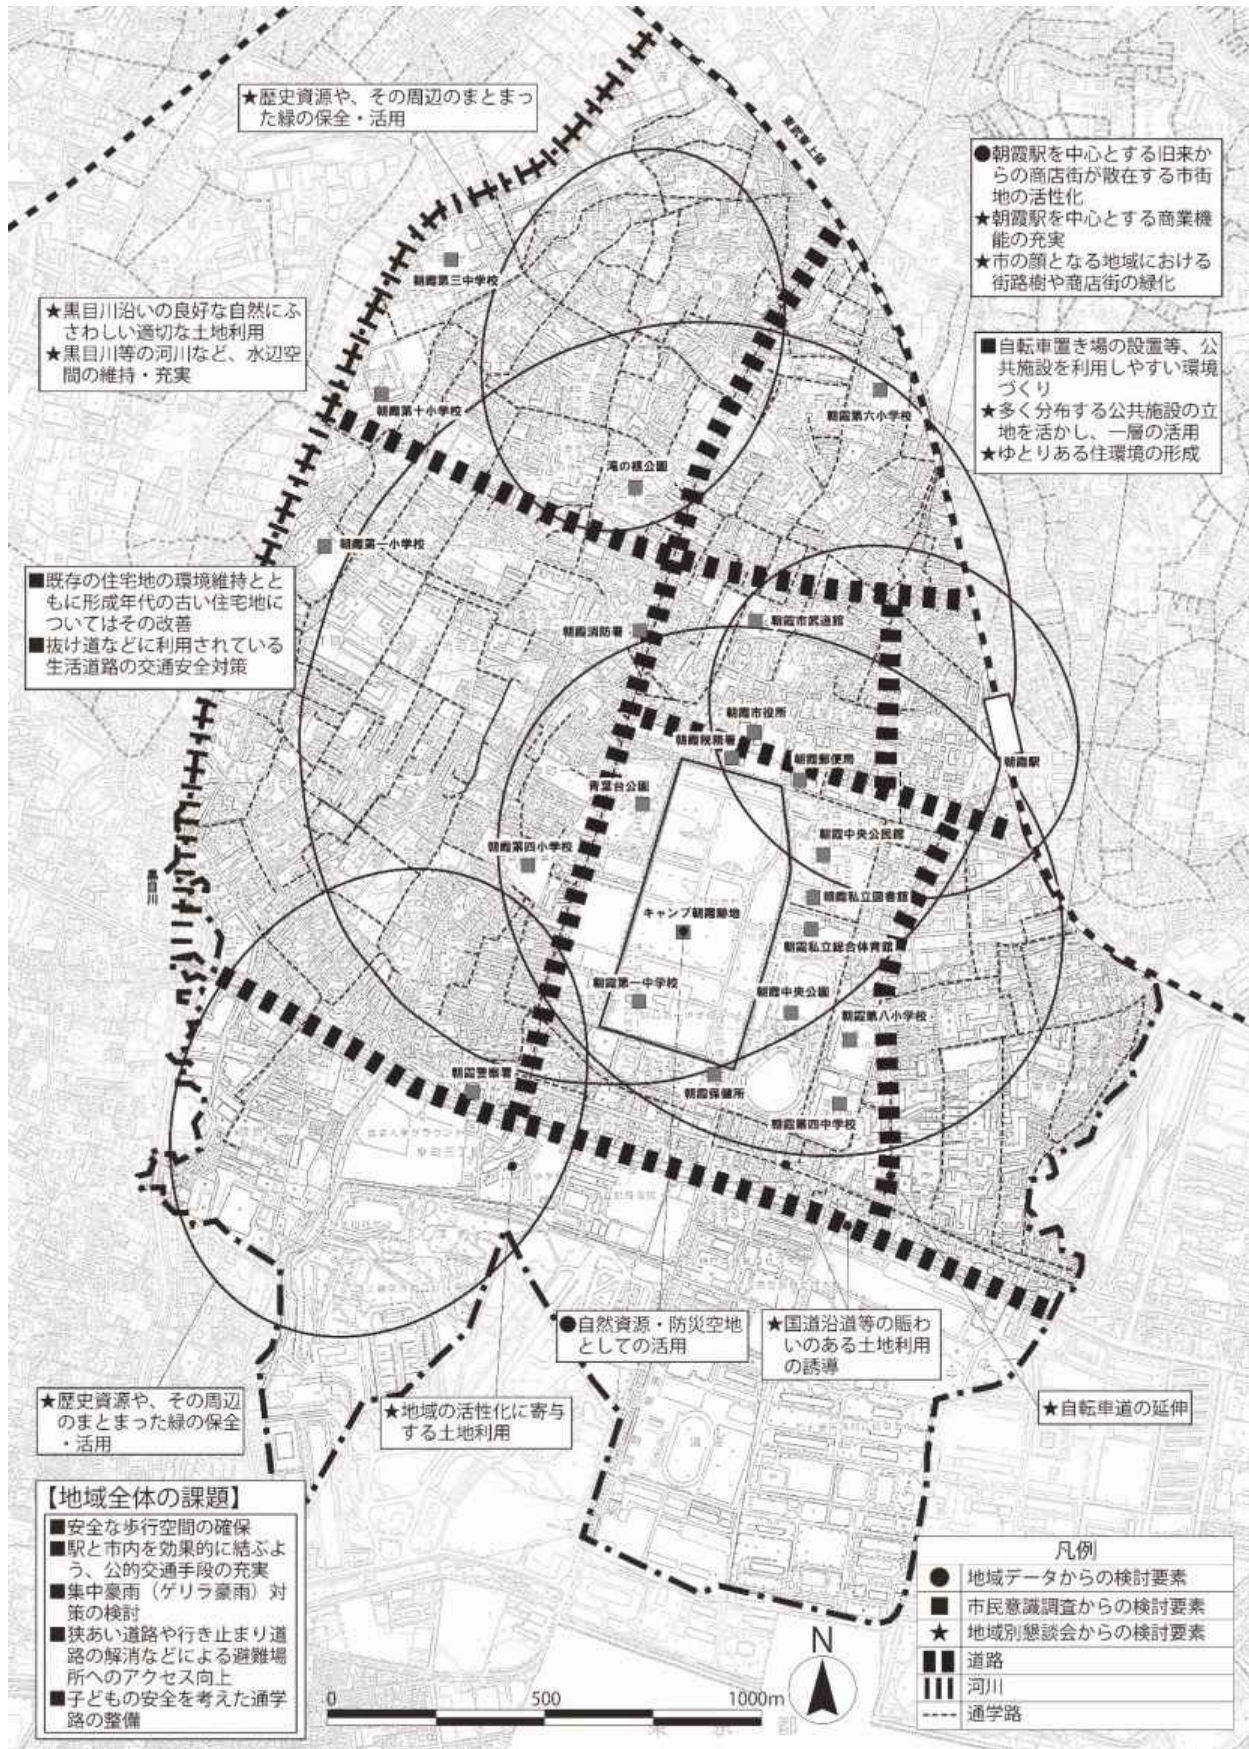 ★歴史資源や、その周辺のまとまっ
た緑の保全・活用
東武東上線
●朝霞駅を中心とする旧来か
らの商店街が散在する市街
地の活性化
★朝霞駅を中心とする商業機
能の充実
★市の顔となる地域における
街路樹や商店街の緑化
朝霞第三中学校
★黒目川沿いの良好な自然にふ
さわしい適切な土地利用
★黒目川等の河川など、水辺空
間の維持・充実
■自転車置き場の設置等、公
共施設を利用しやすい環境
づくり
★多く分布する公共施設の立
地を活かし、一層の活用
★ゆとりある住環境の形成
朝霞第十小学校
朝霞第六小学校
滝の根公園
朝霞第一小学校
■既存の住宅地の環境維持とと
もに形成年代の古い住宅地に
ついてはその改善
■抜け道などに利用されている
生活道路の交通安全対策
朝霞消防署
朝霞市武道館
朝霞市役所
朝霞税務署
朝霞郵便局
朝霞駅
青葉台公園
朝霞中央公民館
朝霞第四小学校
黒目川
朝霞私立図書館
キャンプ朝霞跡地
朝霞私立総合体育館
朝霞第一中学校
朝霞中央公園
朝霞第八小学校
朝霞警察署
朝霞保健所
朝霞第四中学校
●自然資源・防災空地
としての活用
★国道沿道等の賑わ
いのある土地利用
の誘導
★歴史資源や、その周辺
のまとまった緑の保全
・活用
★地域の活性化に寄与
する土地利用
★自転車道の延伸
【地域全体の課題】
■安全な歩行空間の確保
■駅と市内を効果的に結ぶよ
う、公的交通手段の充実
■集中豪雨（ゲリラ豪雨）対
策の検討
■狭あい道路や行き止まり道
路の解消などによる避難場
所へのアクセス向上
■子どもの安全を考えた通学
路の整備
凡例
● 地域データからの検討要素
■ 市民意識調査からの検討要素
★ 地域別懇談会からの検討要素
道路
河川
通学路
N
0 500 1000m
東 京 都